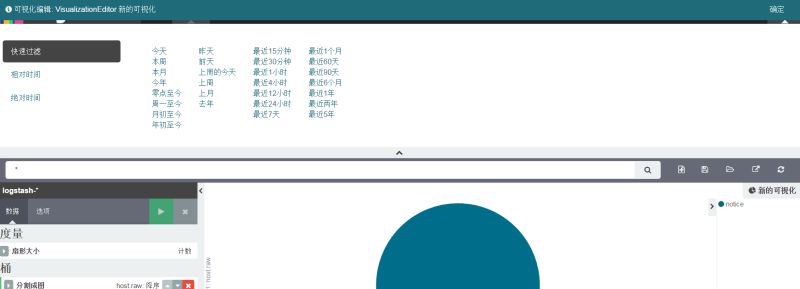 可视化编辑: VisualizationEditor 新的可视化 确定
快速过滤
相对时间
绝对时间
今天 昨天 最近15分钟 最近1个月
本周 前天 最近30分钟 最近60天
本月 上周的今天 最近1小时 最近90天
今年 上周 最近4小时 最近6个月
零点至今 上月 最近12小时 最近1年
周一至今 去年 最近24小时 最近两年
月初至今 最近7天 最近5年
年初至今
*
logstash-*
新的可视化
数据 选项
notice
度量
扇形大小 计数
桶
分割成图 host.raw: 降序
host.raw